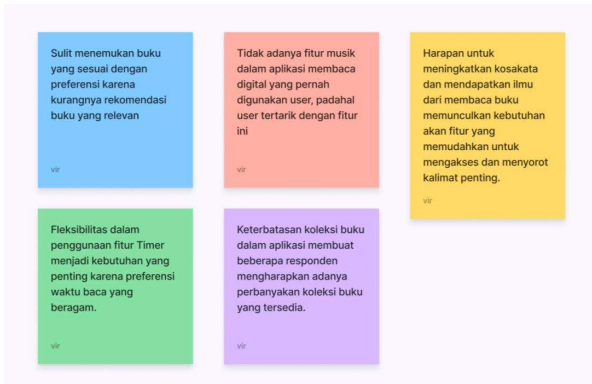 Sulit menemukan buku
yang sesuai dengan
preferensi karena
kurangnya rekomendasi
buku yang relevan
vir
Tidak adanya fitur musik
dalam aplikasi membaca
digital yang pernah
digunakan user, padahal
user tertarik dengan fitur
ini
vir
Harapan untuk
meningkatkan kosakata
dan mendapatkan ilmu
dari membaca buku
memunculkan kebutuhan
akan fitur yang
memudahkan untuk
mengakses dan menyorot
kalimat penting.
vir
Fleksibilitas dalam
penggunaan fitur Timer
menjadi kebutuhan yang
penting karena preferensi
waktu baca yang
beragam.
vir
Keterbatasan koleksi buku
dalam aplikasi membuat
beberapa responden
mengharapkan adanya
perbanyakan koleksi buku
yang tersedia.
vir